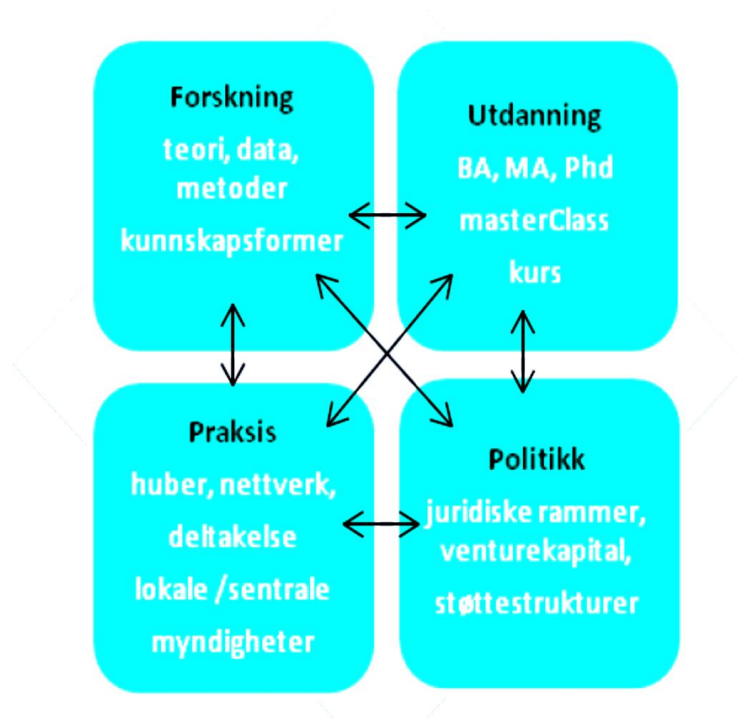 Forskning
teori, data,
metoder
kunnskapsformer
Utdanning
BA, MA, Phd
masterClass
kurs
Praksis
huber, nettverk,
deltakelse
lokale /sentrale
myndigheter
Politikk
juridiske rammer,
venturekapital,
støttestrukturer